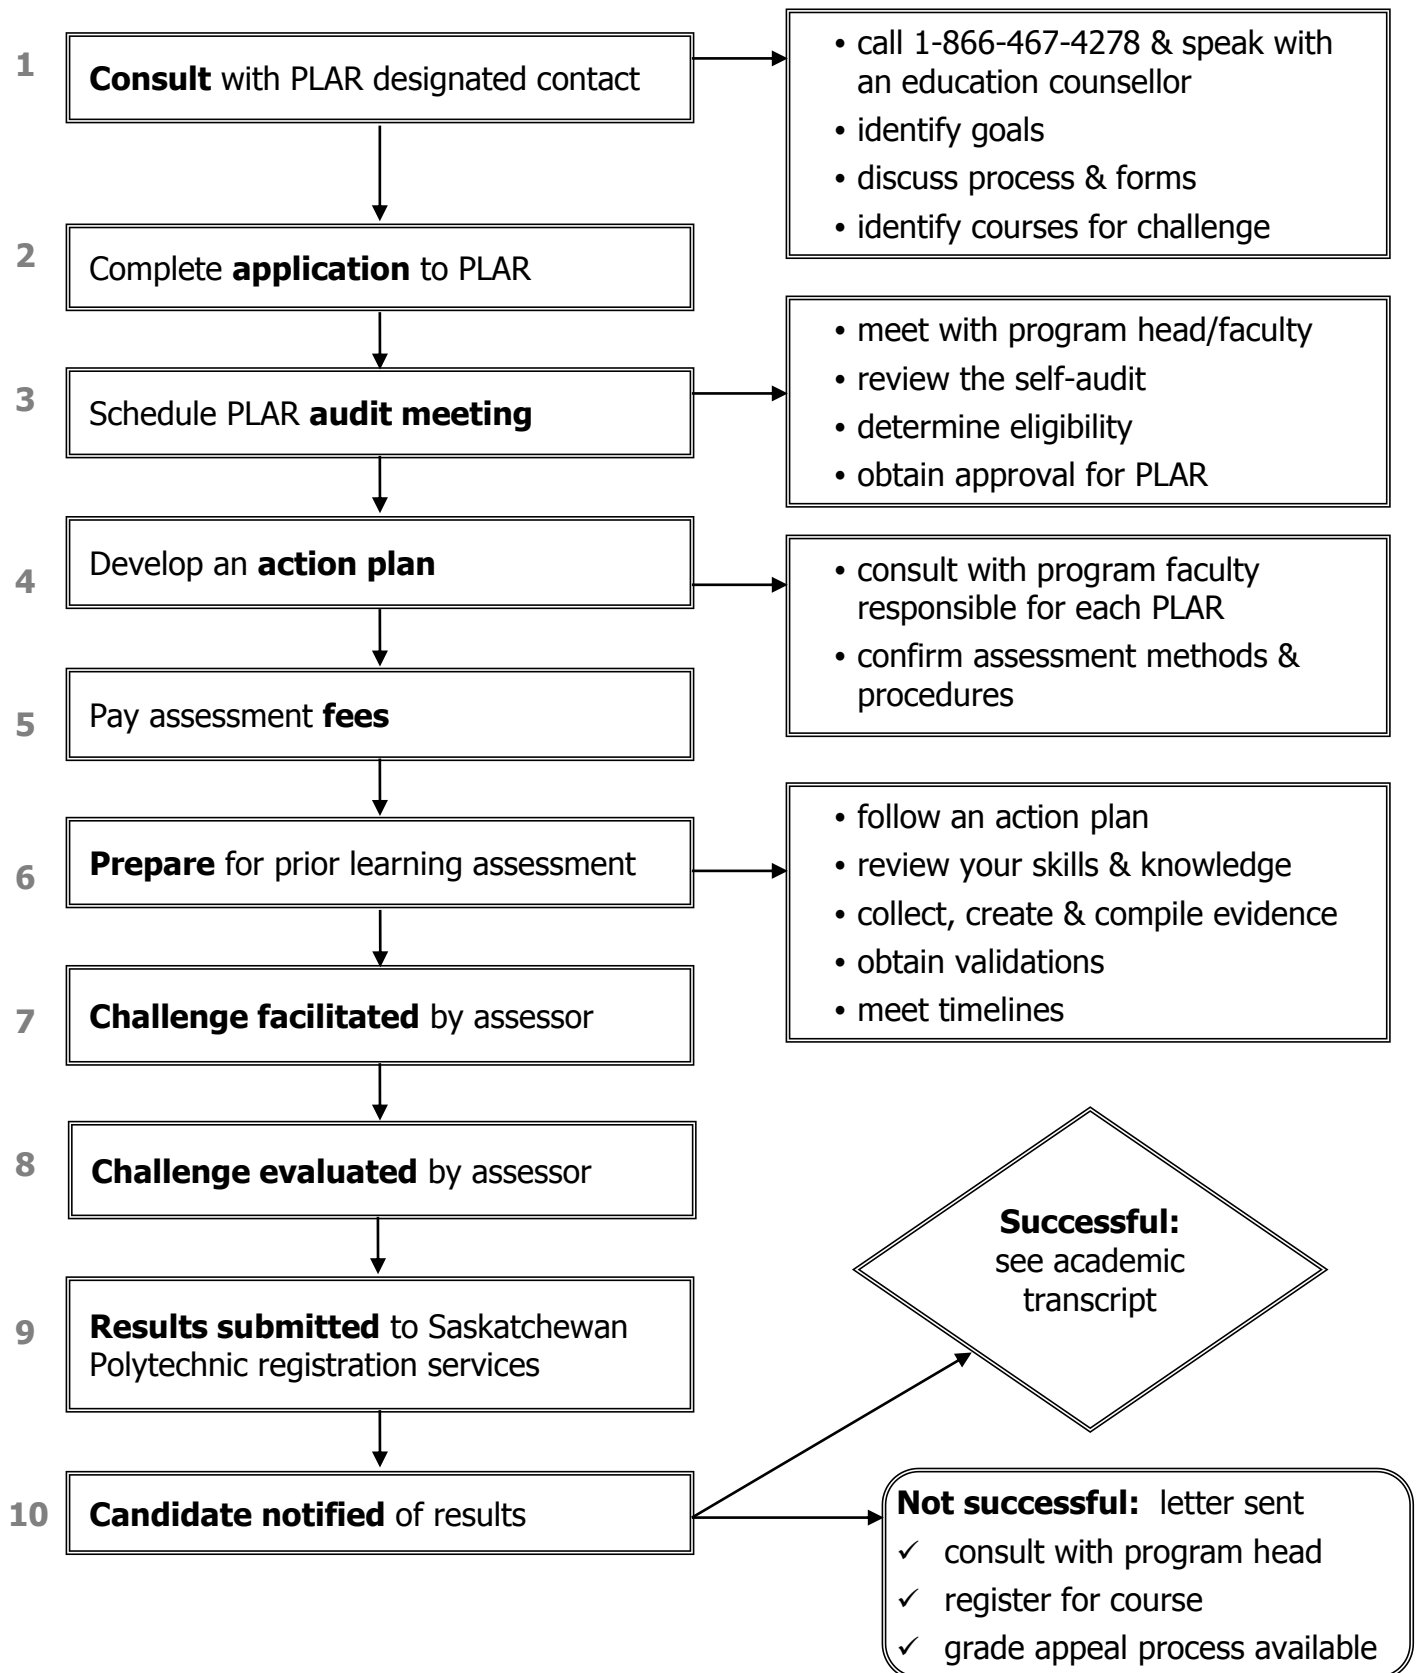 1
Consult with PLAR designated contact
• call 1-866-467-4278 & speak with
an education counsellor
• identify goals
• discuss process & forms
• identify courses for challenge
2
Complete application to PLAR
3
Schedule PLAR audit meeting
• meet with program head/faculty
• review the self-audit
• determine eligibility
• obtain approval for PLAR
4
Develop an action plan
• consult with program faculty
responsible for each PLAR
• confirm assessment methods &
procedures
5
Pay assessment fees
6
Prepare for prior learning assessment
• follow an action plan
• review your skills & knowledge
• collect, create & compile evidence
• obtain validations
• meet timelines
7
Challenge facilitated by assessor
8
Challenge evaluated by assessor
9
Results submitted to Saskatchewan
Polytechnic registration services
Successful:
see academic
transcript
10
Candidate notified of results
Not successful: letter sent
✓ consult with program head
✓ register for course
✓ grade appeal process available